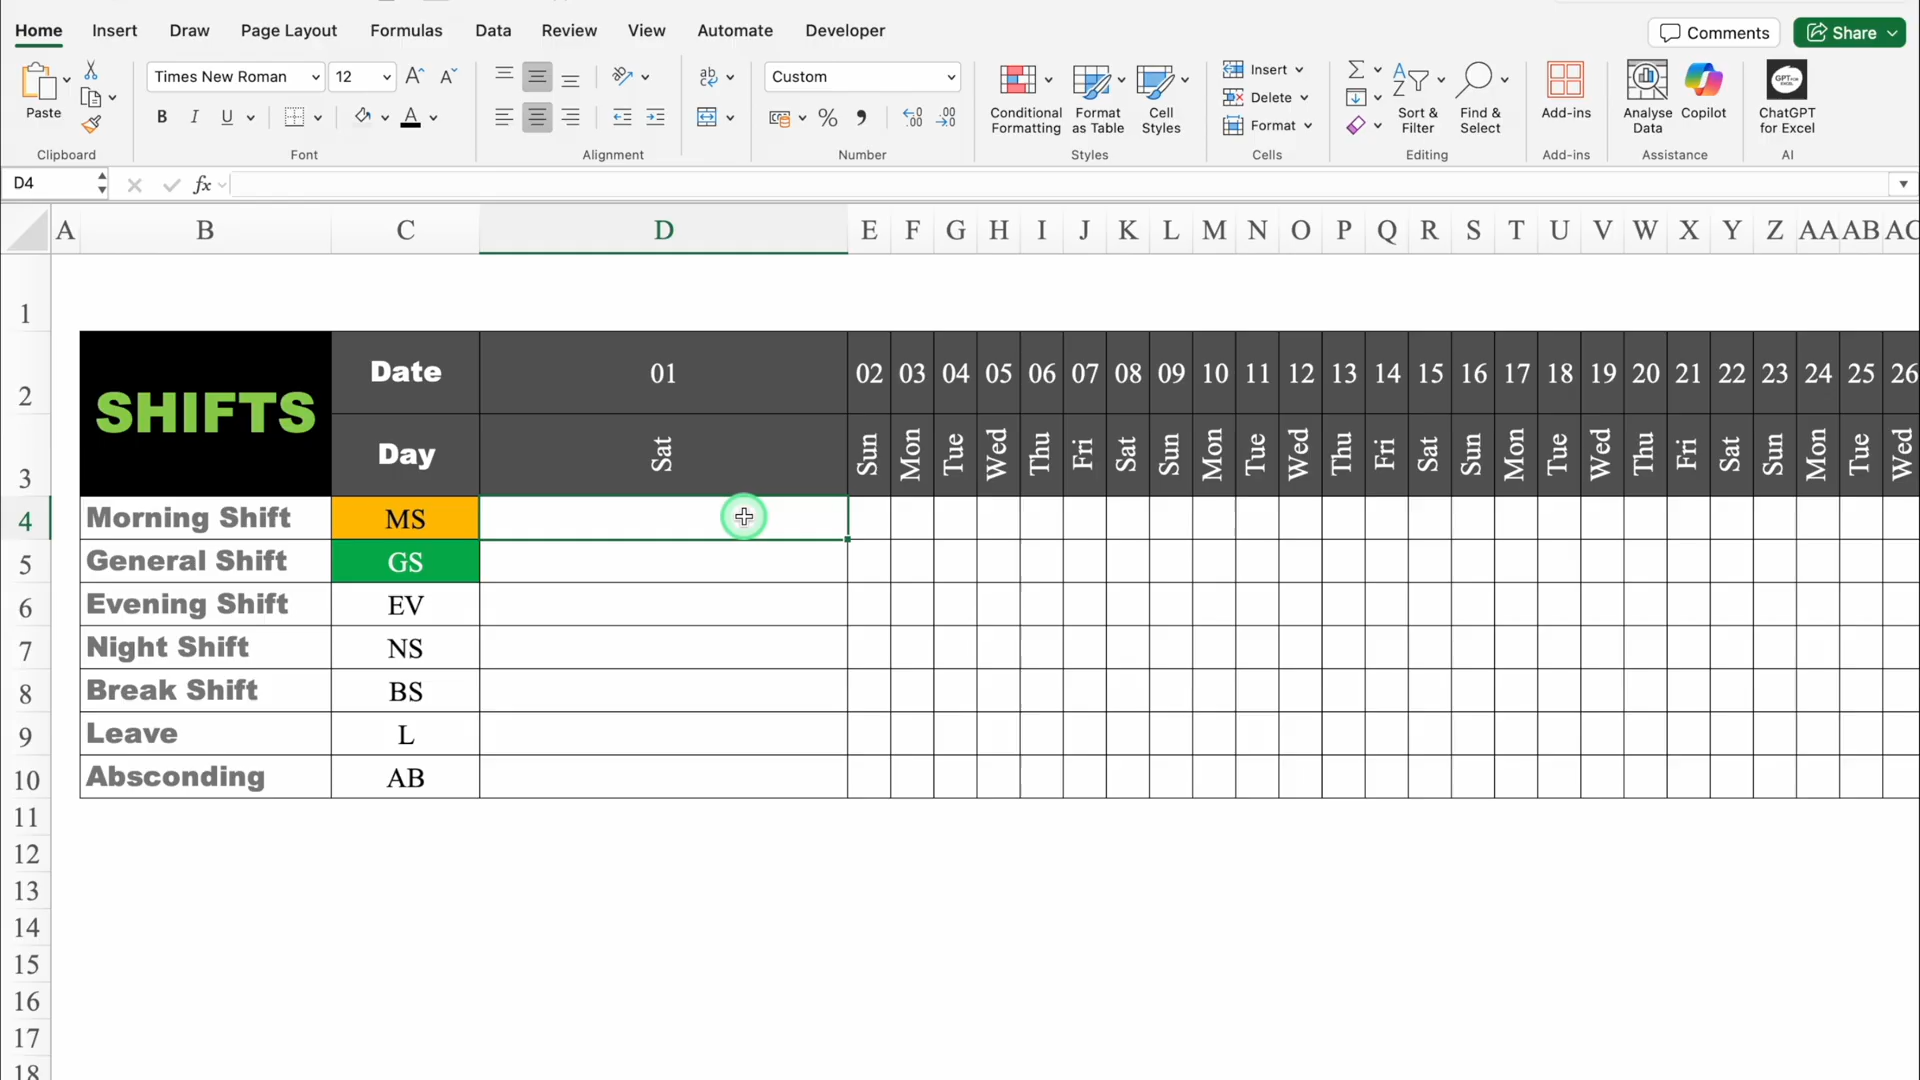 Home Insert Draw Page Layout Formulas Data Review View Automate Developer Comments Share
Paste
Times New Roman 12
B I U A
ab
Custom
% 9
Conditional Formatting
Format as Table
Cell Styles
Insert
Delete
Format
Sort & Filter
Find & Select
Add-ins
Analyse Data
Copilot
ChatGPT for Excel
Clipboard Font Alignment Number Styles Cells Editing Add-ins Assistance AI
D4 fx
A B C D E F G H I J K L M N O P Q R S T U V W X Y Z AA AB AC
1
2 SHIFTS Date 01 02 03 04 05 06 07 08 09 10 11 12 13 14 15 16 17 18 19 20 21 22 23 24 25 26
3 Day Sat Sun Mon Tue Wed Thu Fri Sat Sun Mon Tue Wed Thu Fri Sat Sun Mon Tue Wed Thu Fri Sat Sun Mon Tue Wed
4 Morning Shift MS
5 General Shift GS
6 Evening Shift EV
7 Night Shift NS
8 Break Shift BS
9 Leave L
10 Absconding AB
11
12
13
14
15
16
17
18